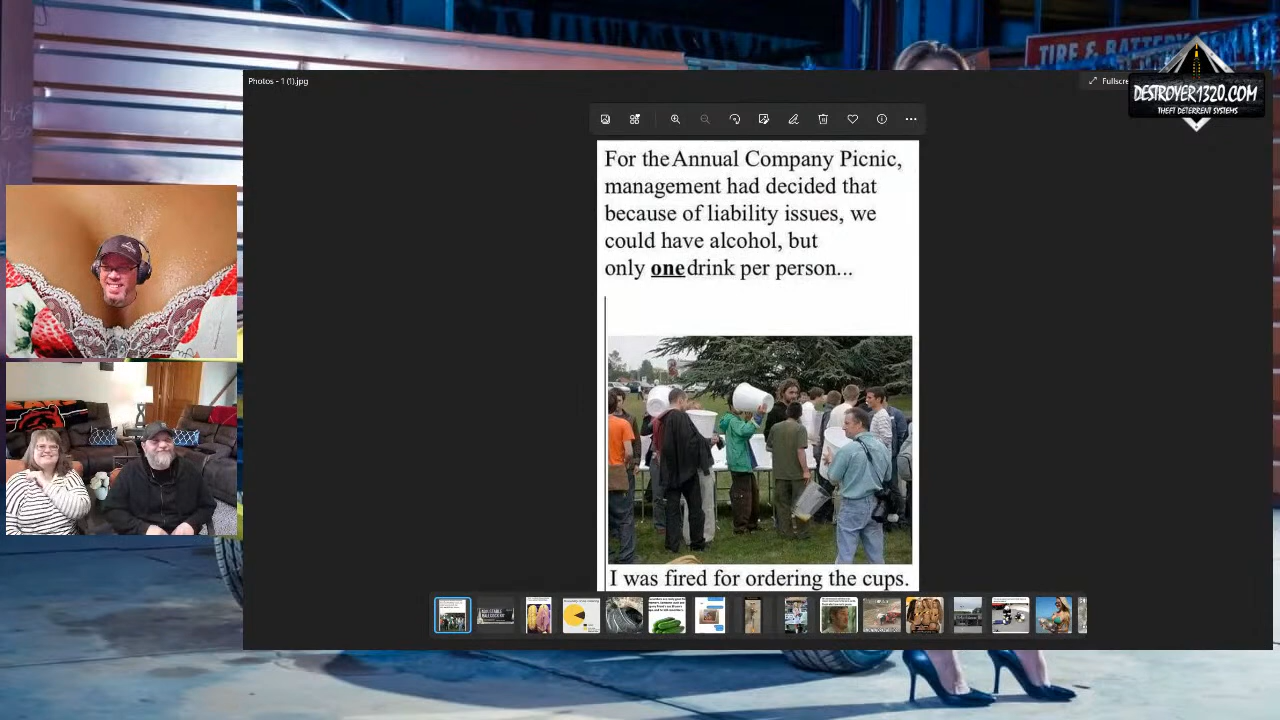 TIRE & BATTERY
Photos - 1 (1).jpg
Fullscre
DESTROYER1320.COM
THEFT DETERRENT SYSTEMS
For the Annual Company Picnic,
management had decided that
because of liability issues, we
could have alcohol, but
only one drink per person...
I was fired for ordering the cups.